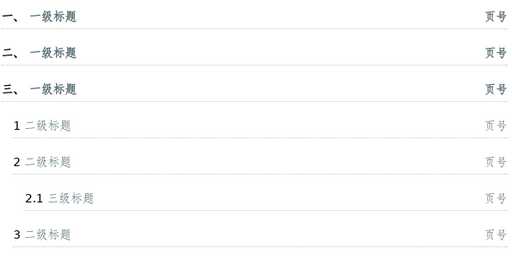 一、 一级标题 页号
二、 一级标题 页号
三、 一级标题 页号
1 二级标题 页号
2 二级标题 页号
2.1 三级标题 页号
3 二级标题 页号